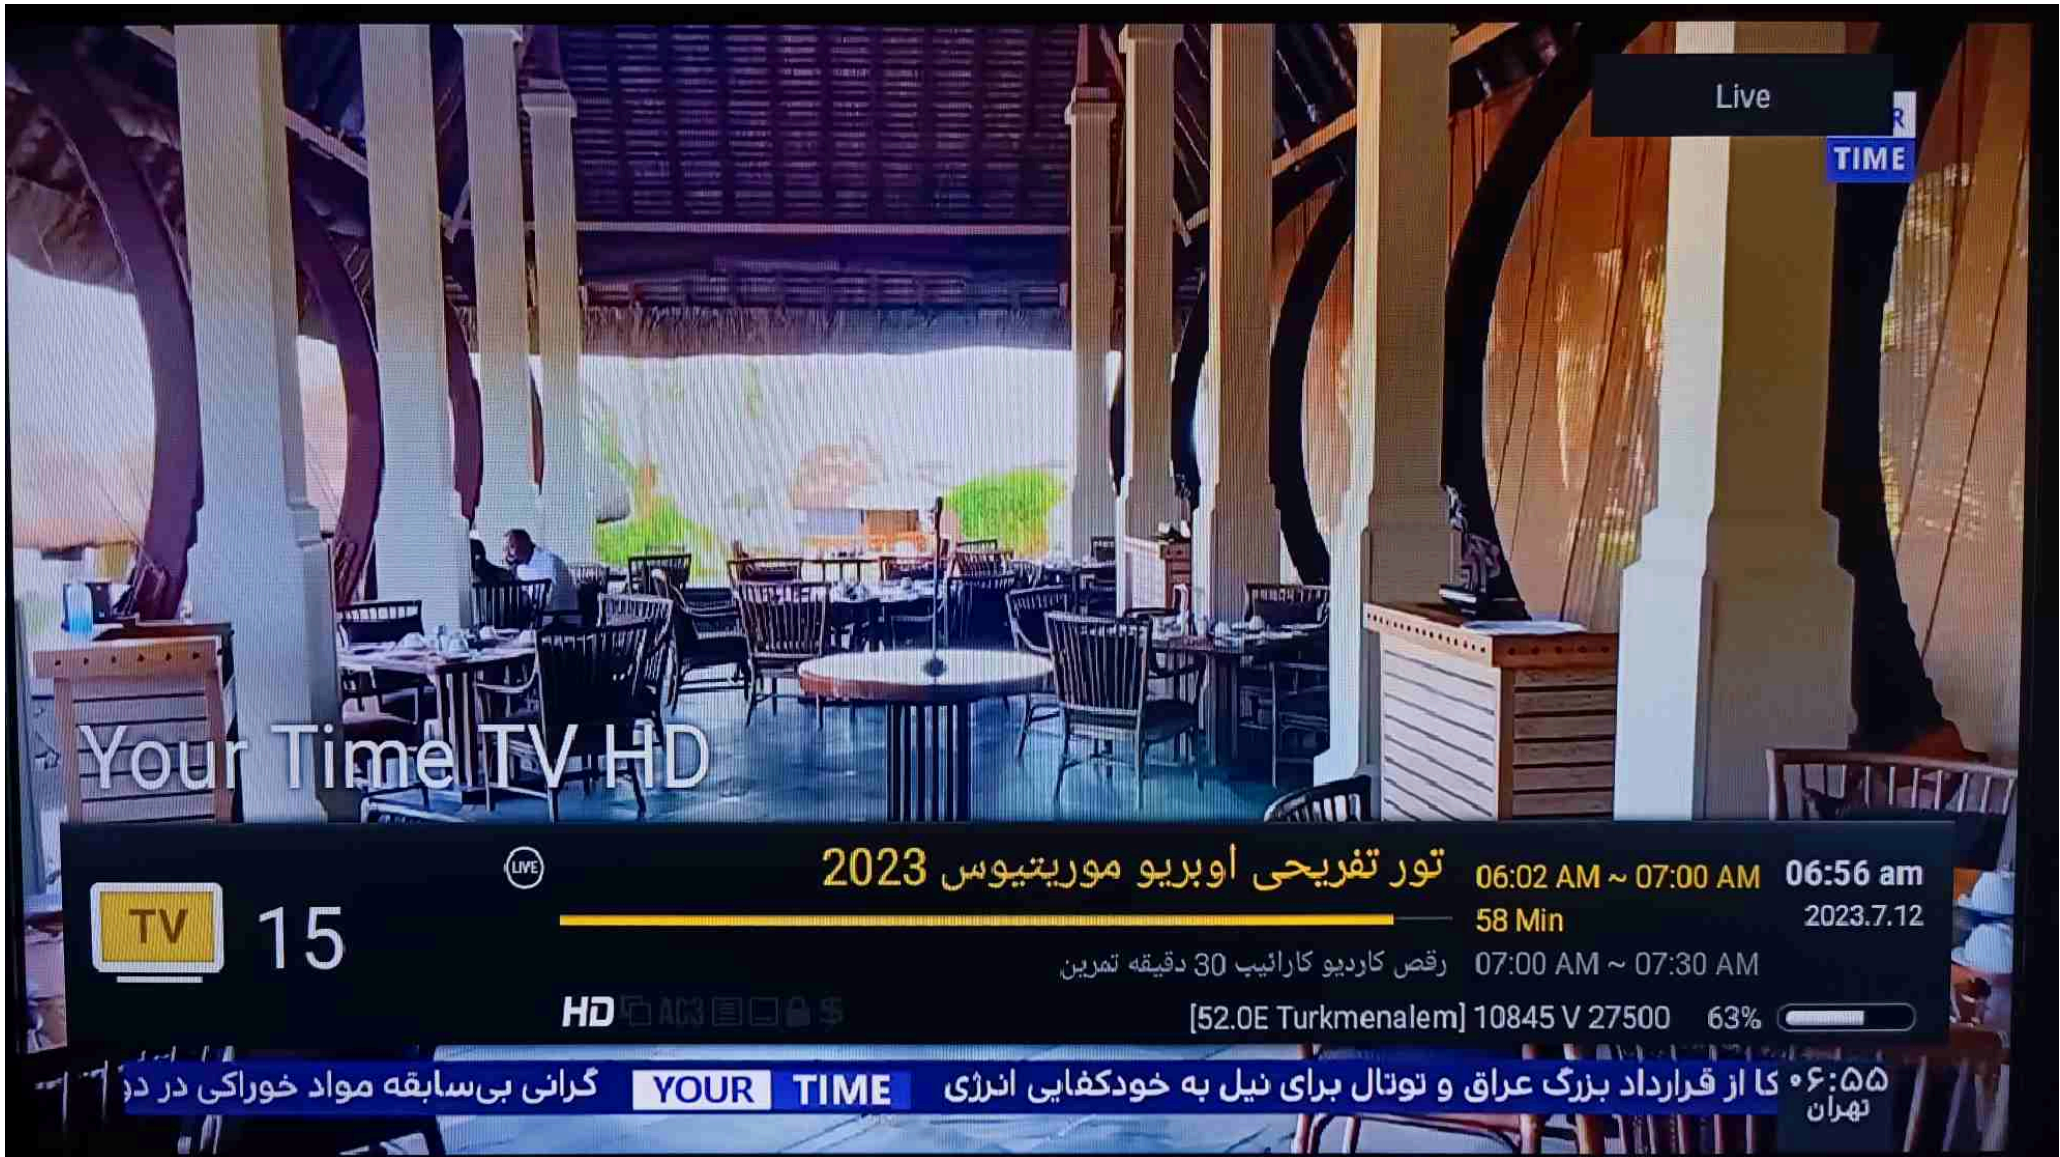 Live
R
TIME
Your Time TV HD
LIVE
تور تفریحی اوبریو موریتیوس 2023
06:02 AM ~ 07:00 AM
06:56 am
TV
15
58 Min
2023.7.12
رقص کاردیو کارائیب 30 دقیقه تمرین
07:00 AM ~ 07:30 AM
HD AC3 $
[52.0E Turkmenalem] 10845 V 27500 63%
کا از قرارداد بزرگ عراق و توتال برای نیل به خودکفایی انرژی YOUR TIME گرانی بی‌سابقه مواد خوراکی در دو
۰۶:۵۵
تهران